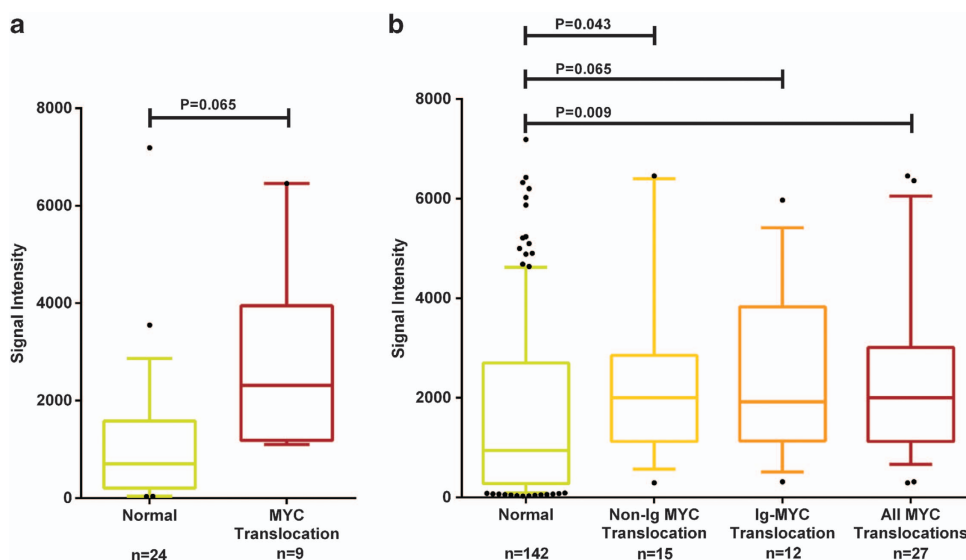 a
P=0.065
8000
6000
4000
2000
0
Signal Intensity
Normal
MYC
Translocation
n=24
n=9
b
P=0.043
P=0.065
P=0.009
8000
6000
4000
2000
0
Signal Intensity
Normal
Non-Ig MYC
Translocation
Ig-MYC
Translocation
All MYC
Translocations
n=142
n=15
n=12
n=27